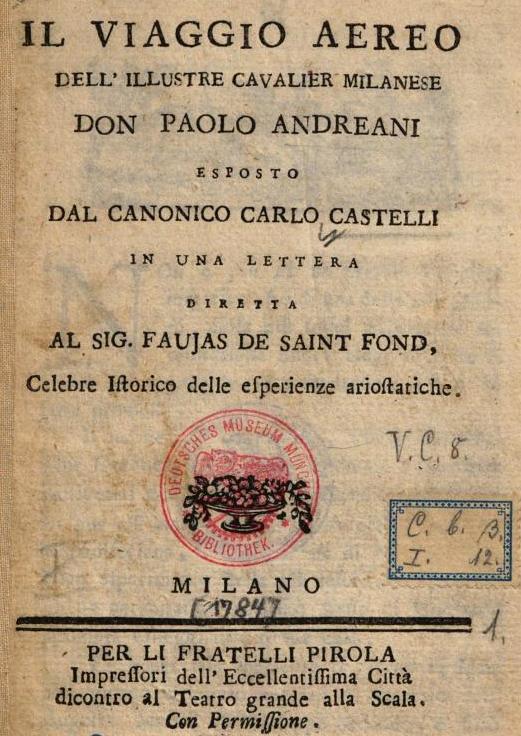 IL VIAGGIO AEREO
DELL' ILLUSTRE CAVALIER MILANESE
DON PAOLO ANDREANI
ESPOSTO
DAL CANONICO CARLO CASTELLI
IN UNA LETTERA
DIRETTA
AL SIG. FAUJAS DE SAINT FOND,
Celebre Iſtorico delle eſperienze arioſtatiche.
DEUTSCHES MUSEUM MÜNCHEN
BIBLIOTHEK.
V.C. 8.
C. b. B.
I. 12.
MILANO
[1784]
1.
PER LI FRATELLI PIROLA
Impreſſori dell' Eccellentiſſima Città
dicontro al Teatro grande alla Scala.
Con Permiſſione.